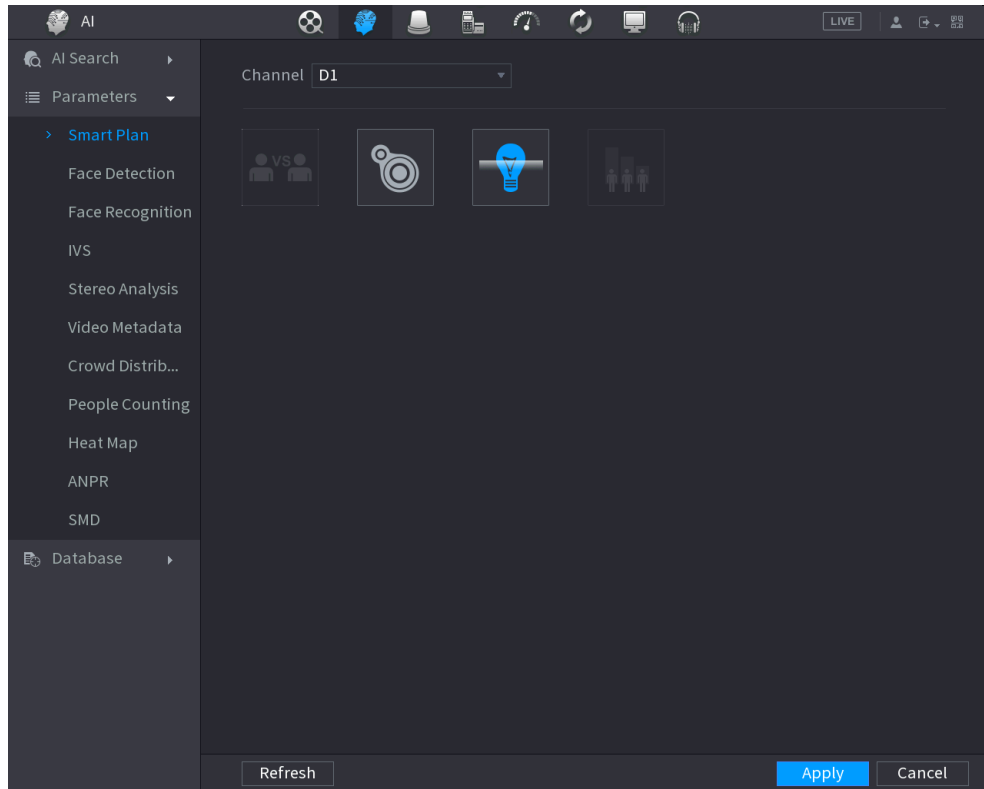 AI
LIVE
AI Search
Parameters
Smart Plan
Face Detection
Face Recognition
IVS
Stereo Analysis
Video Metadata
Crowd Distrib...
People Counting
Heat Map
ANPR
SMD
Database
Channel D1
VS
Refresh
Apply
Cancel